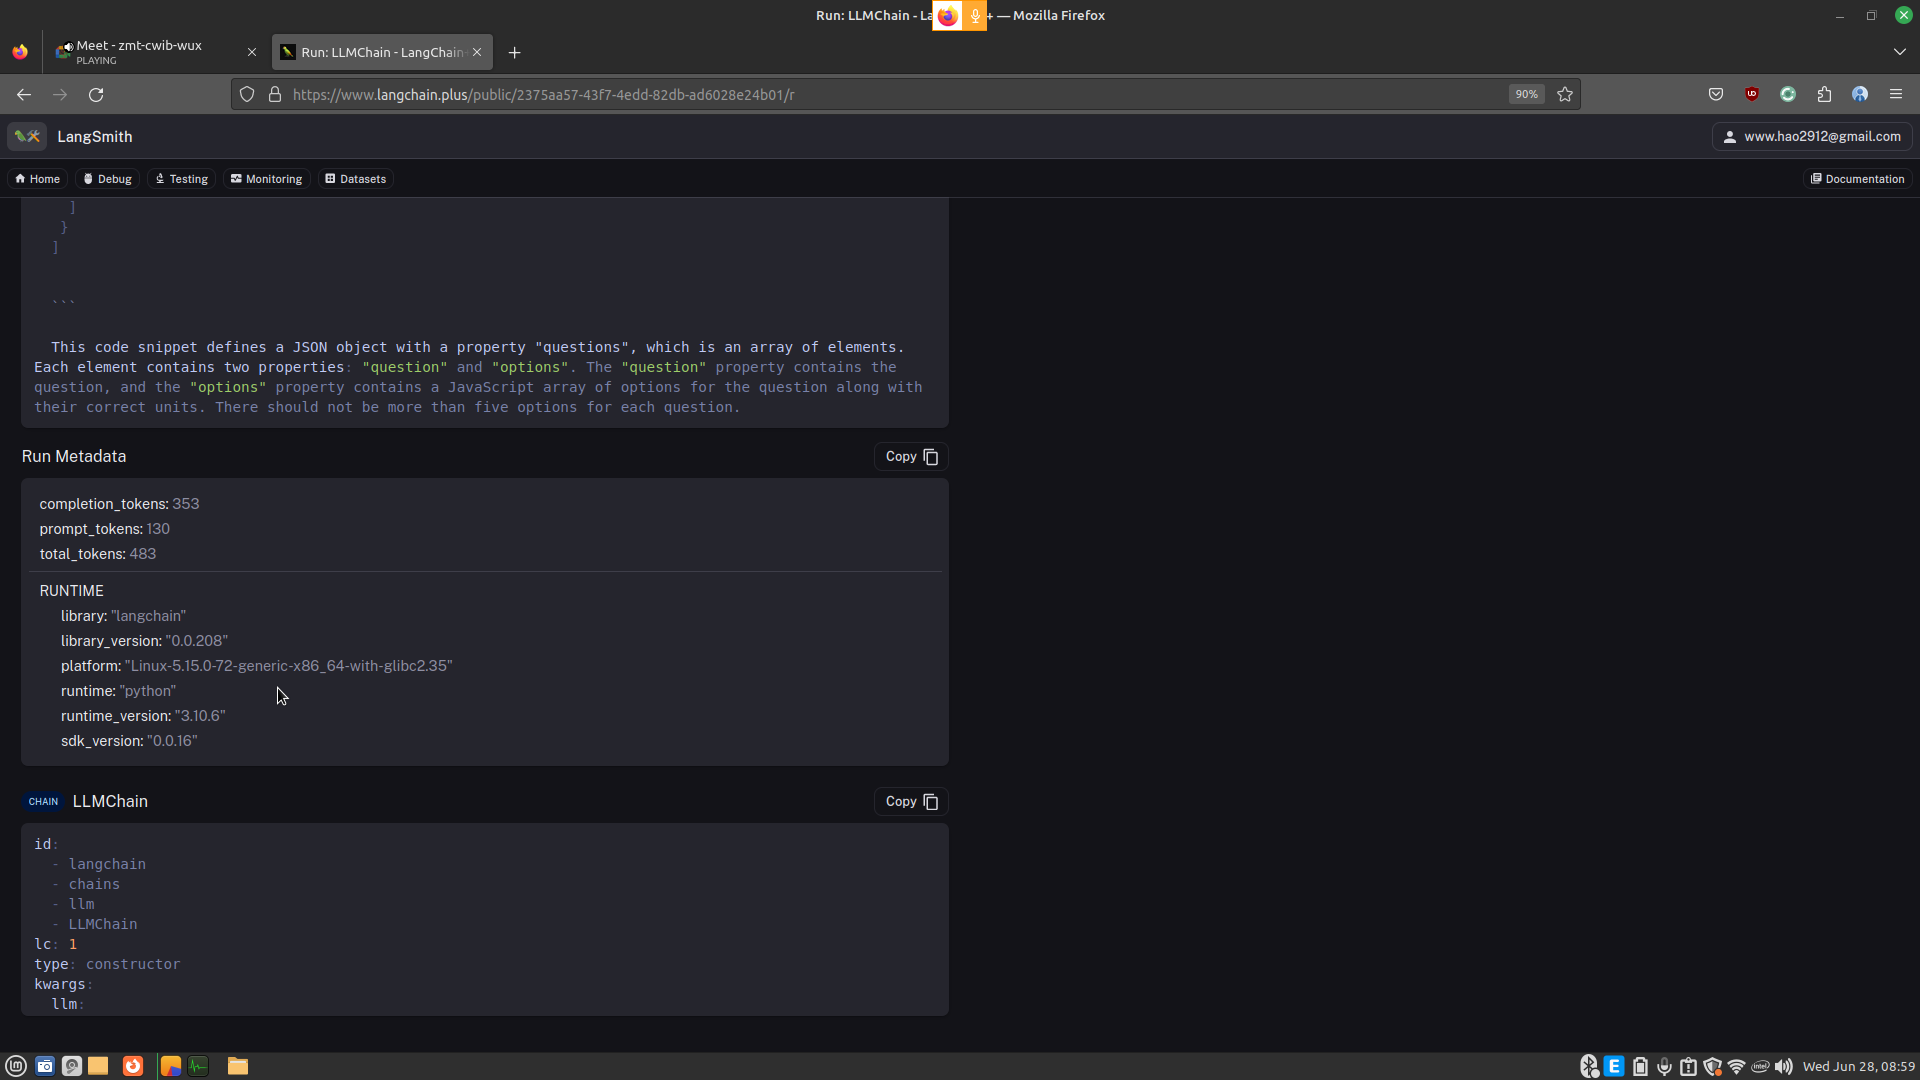 Run: LLMChain - La + — Mozilla Firefox
Meet - zmt-cwib-wux
PLAYING
Run: LLMChain - LangChain
https://www.langchain.plus/public/2375aa57-43f7-4edd-82db-ad6028e24b01/r
90%
LangSmith
www.hao2912@gmail.com
Home
Debug
Testing
Monitoring
Datasets
Documentation
]
}
]
```
This code snippet defines a JSON object with a property "questions", which is an array of elements.
Each element contains two properties: "question" and "options". The "question" property contains the
question, and the "options" property contains a JavaScript array of options for the question along with
their correct units. There should not be more than five options for each question.
Run Metadata
Copy
completion_tokens: 353
prompt_tokens: 130
total_tokens: 483
RUNTIME
library: "langchain"
library_version: "0.0.208"
platform: "Linux-5.15.0-72-generic-x86_64-with-glibc2.35"
runtime: "python"
runtime_version: "3.10.6"
sdk_version: "0.0.16"
CHAIN LLMChain
Copy
id:
- langchain
- chains
- llm
- LLMChain
lc: 1
type: constructor
kwargs:
llm:
Wed Jun 28, 08:59